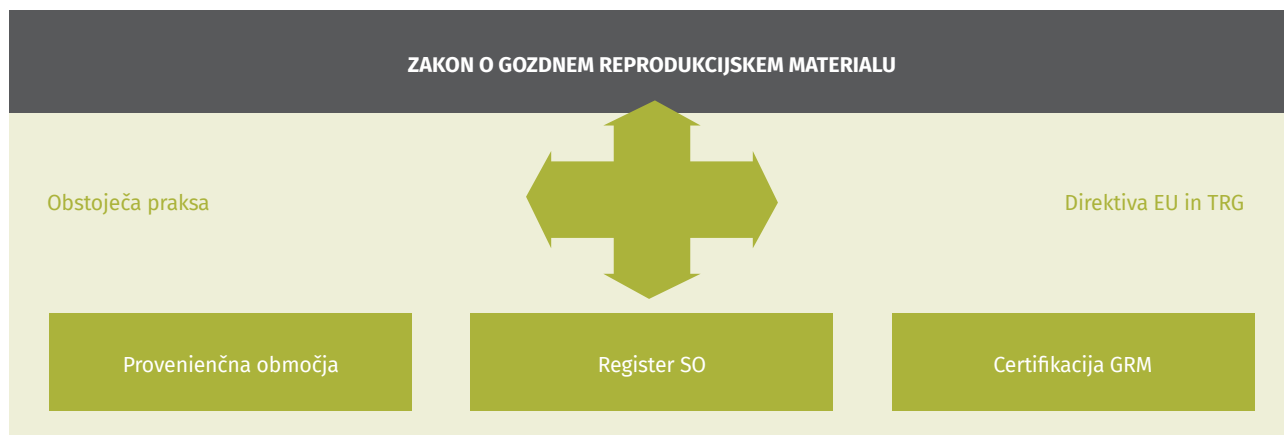 ZAKON O GOZDNEM REPRODUKCIJSKEM MATERIALU
Obstoječa praksa
Direktiva EU in TRG
Provenienčna območja
Register SO
Certifikacija GRM